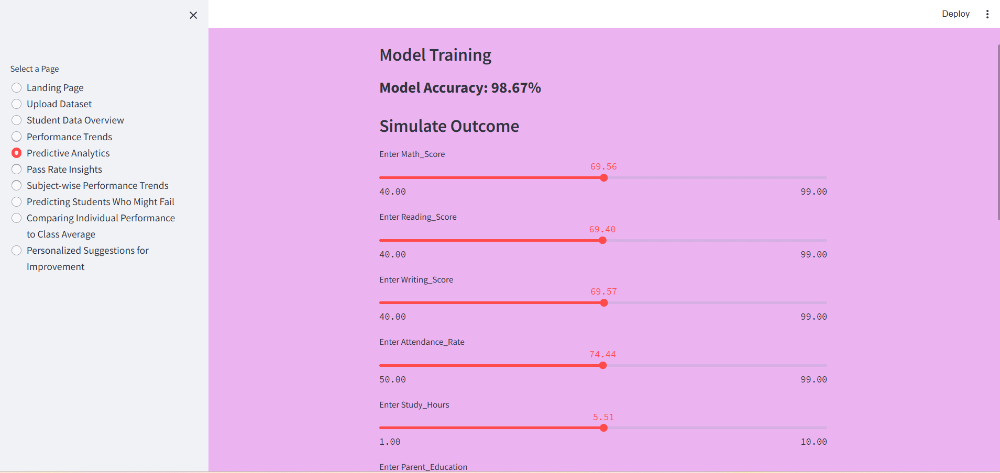 Deploy
Select a Page
Landing Page
Upload Dataset
Student Data Overview
Performance Trends
Predictive Analytics
Pass Rate Insights
Subject-wise Performance Trends
Predicting Students Who Might Fail
Comparing Individual Performance
to Class Average
Personalized Suggestions for
Improvement
Model Training
Model Accuracy: 98.67%
Simulate Outcome
Enter Math_Score
69.56
40.00 99.00
Enter Reading_Score
69.40
40.00 99.00
Enter Writing_Score
69.57
40.00 99.00
Enter Attendance_Rate
74.44
50.00 99.00
Enter Study_Hours
5.51
1.00 10.00
Enter Parent_Education